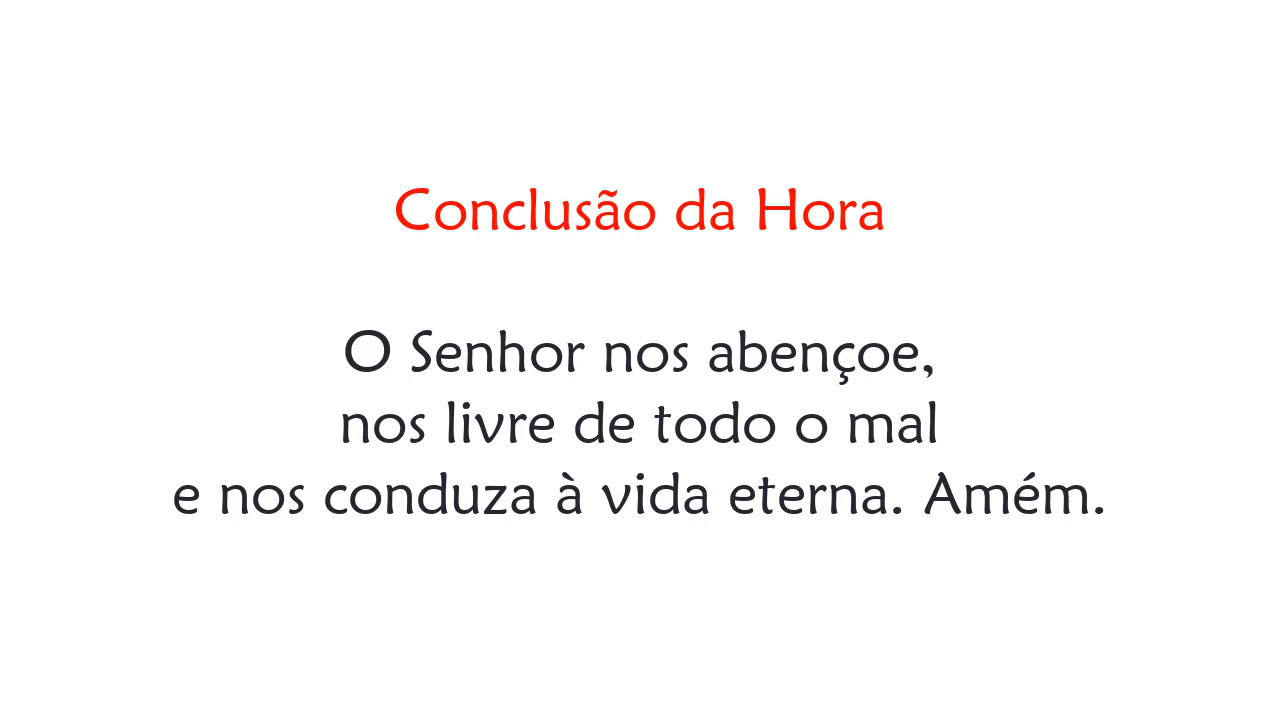 Conclusão da Hora
O Senhor nos abençoe,
nos livre de todo o mal
e nos conduza à vida eterna. Amém.